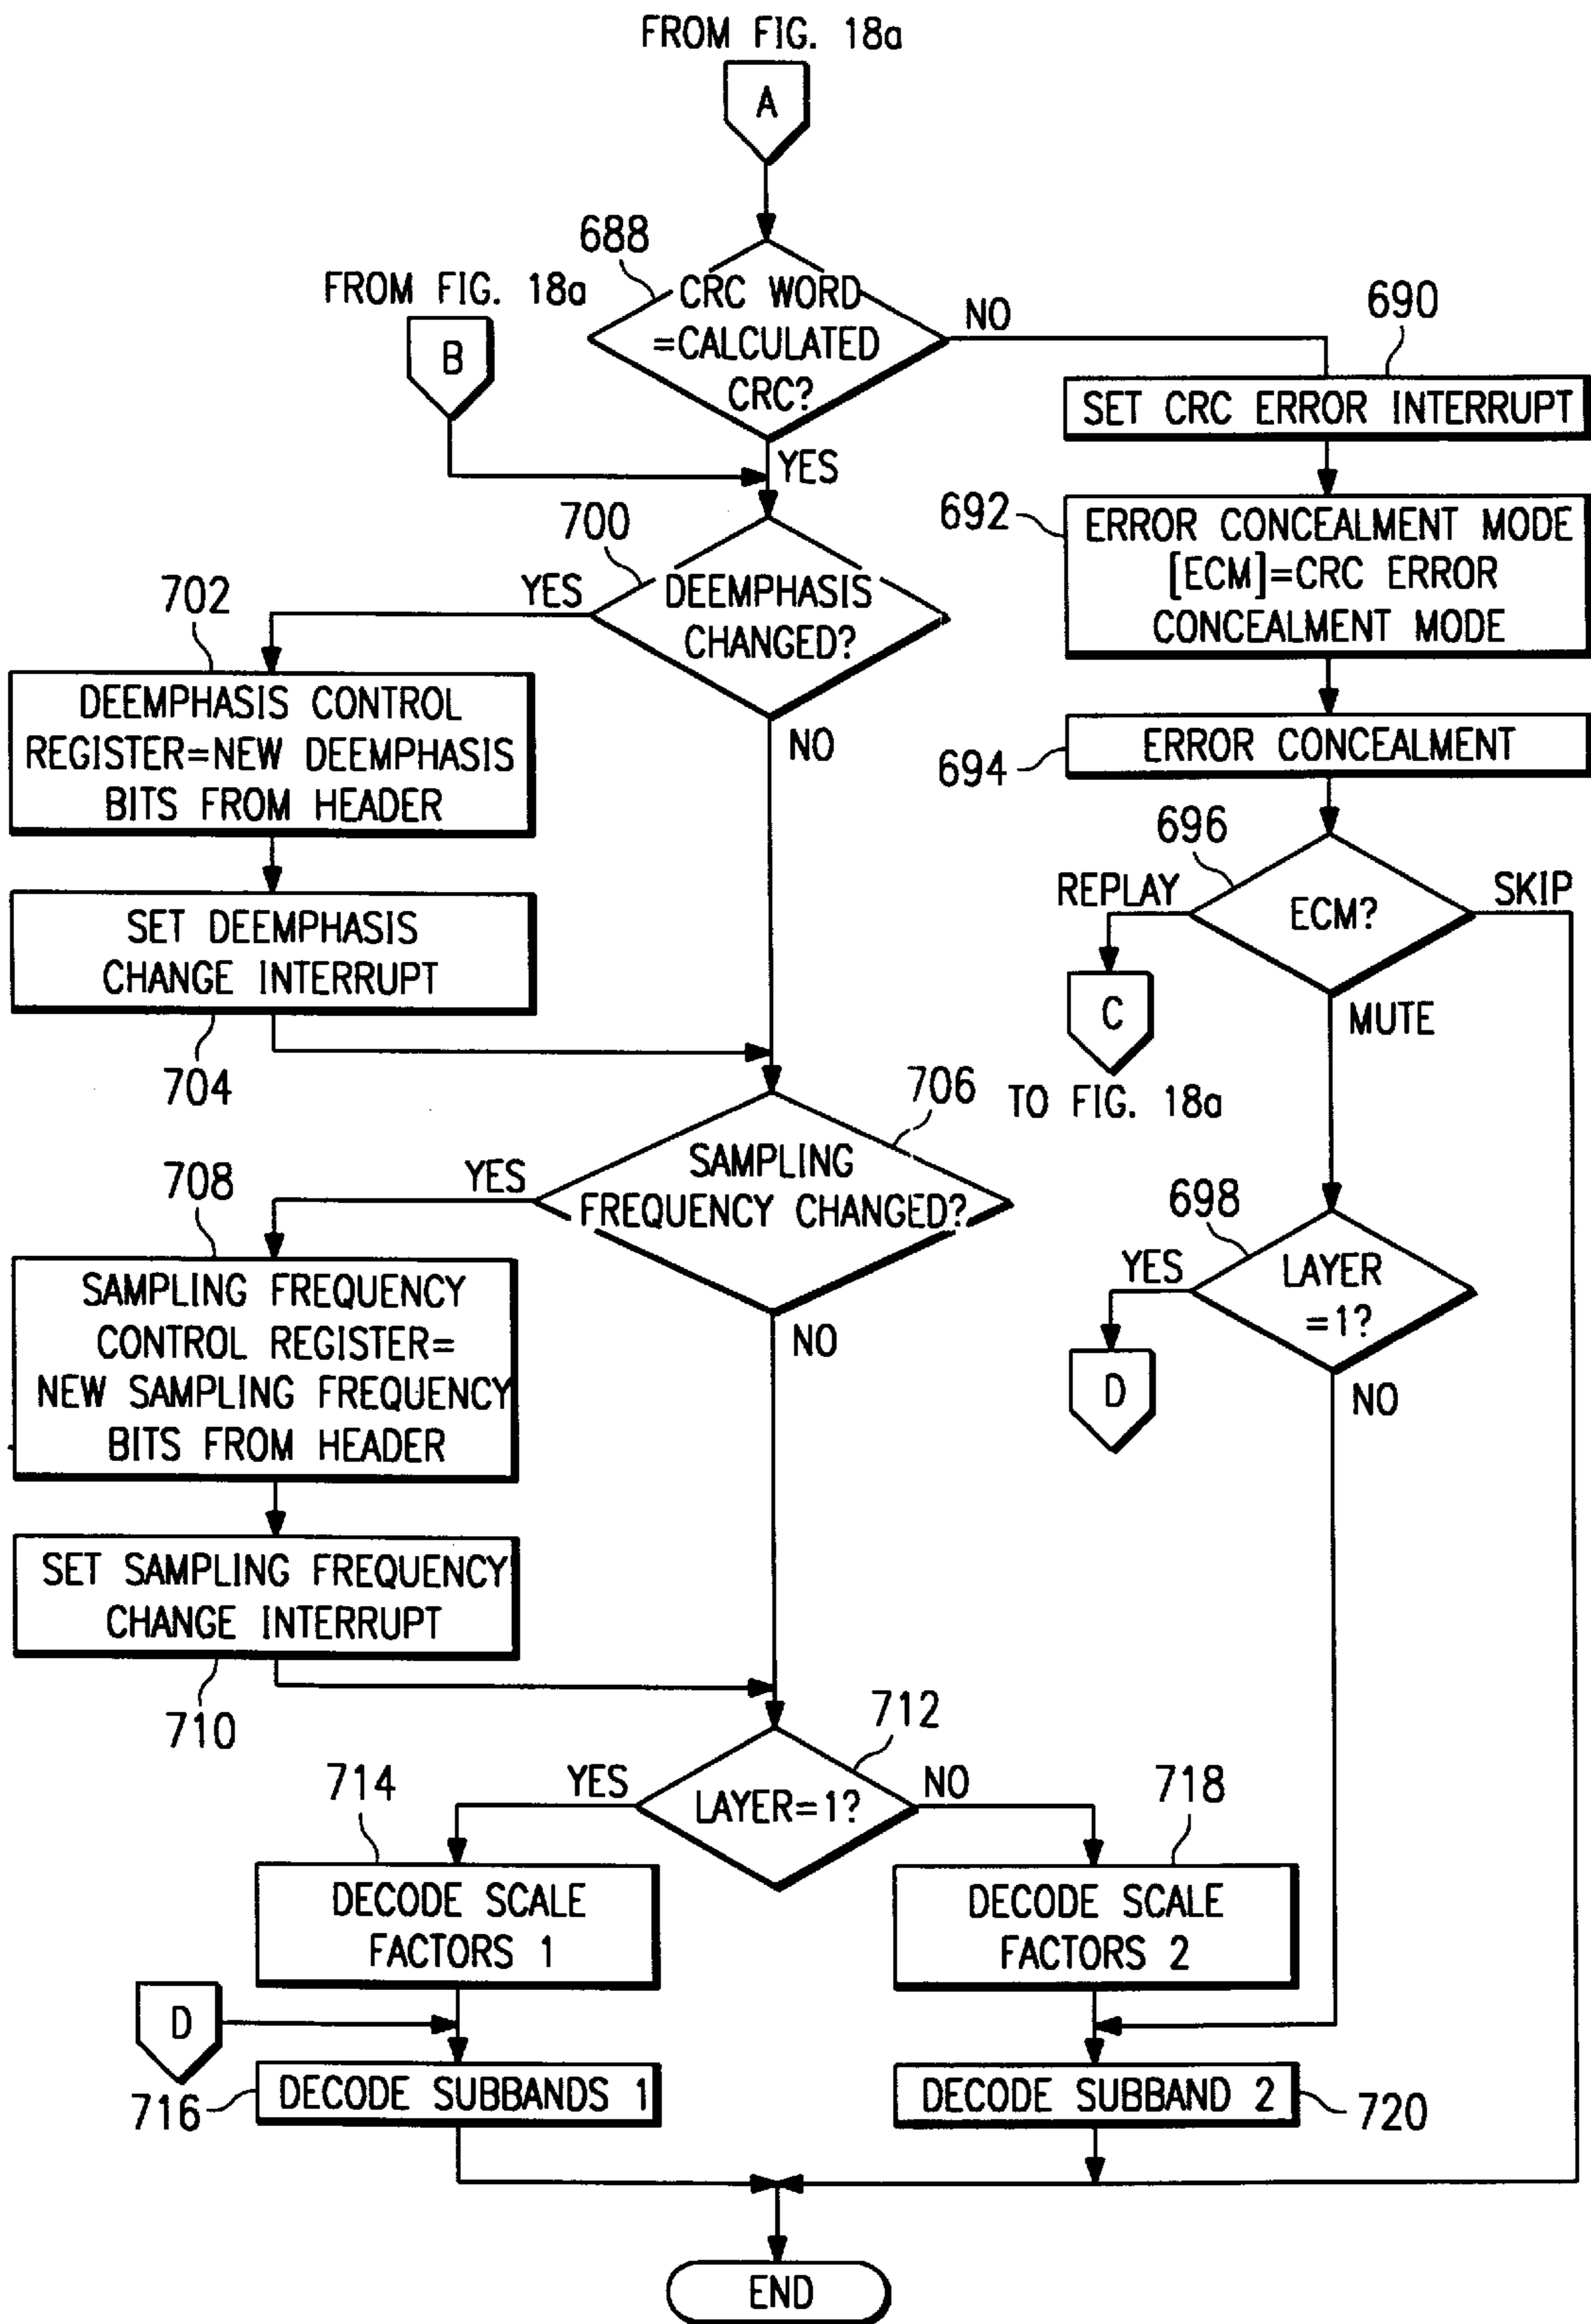 FROM FIG. 18a
A
688
FROM FIG. 18a
B
CRC WORD
=CALCULATED
CRC?
NO
YES
690
SET CRC ERROR INTERRUPT
692
ERROR CONCEALMENT MODE
[ECM]=CRC ERROR
CONCEALMENT MODE
694
ERROR CONCEALMENT
696
REPLAY
ECM?
SKIP
C
TO FIG. 18a
MUTE
698
YES
LAYER
=1?
D
NO
700
YES
DEEMPHASIS
CHANGED?
NO
702
DEEMPHASIS CONTROL
REGISTER=NEW DEEMPHASIS
BITS FROM HEADER
SET DEEMPHASIS
CHANGE INTERRUPT
704
706
YES
SAMPLING
FREQUENCY CHANGED?
NO
708
SAMPLING FREQUENCY
CONTROL REGISTER=
NEW SAMPLING FREQUENCY
BITS FROM HEADER
SET SAMPLING FREQUENCY
CHANGE INTERRUPT
710
712
YES
LAYER=1?
NO
714
DECODE SCALE
FACTORS 1
718
DECODE SCALE
FACTORS 2
D
716
DECODE SUBBANDS 1
DECODE SUBBAND 2
720
END